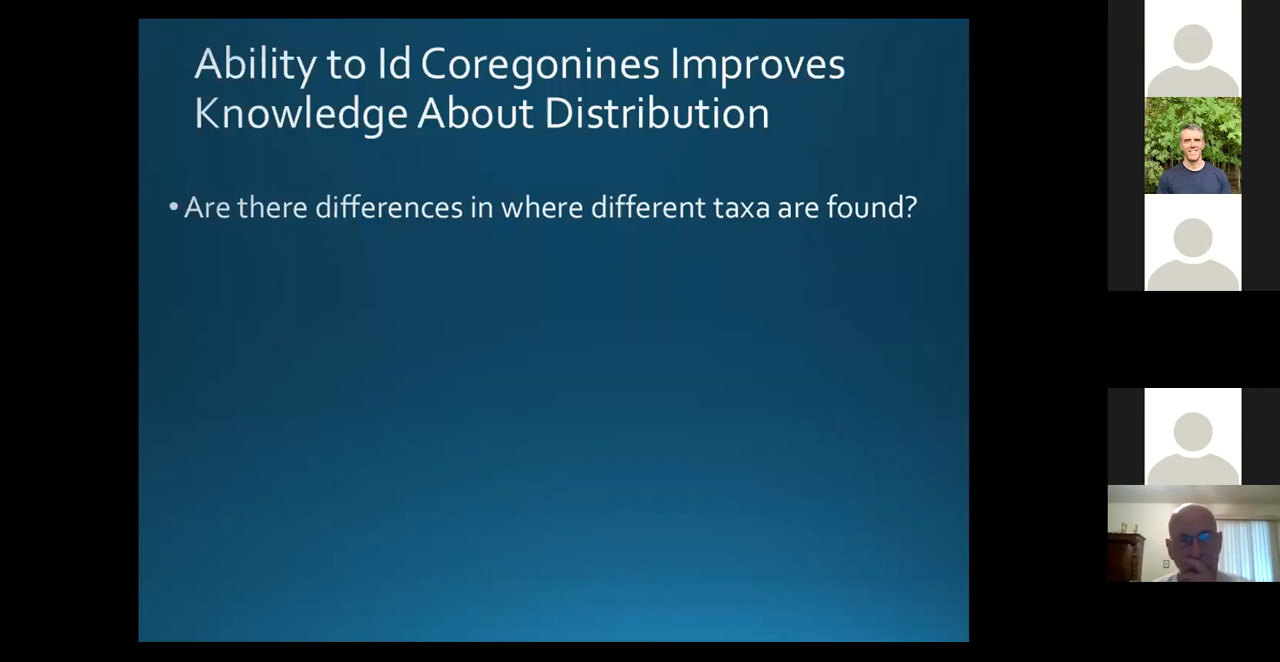 Ability to Id Coregonines Improves
Knowledge About Distribution
• Are there differences in where different taxa are found?